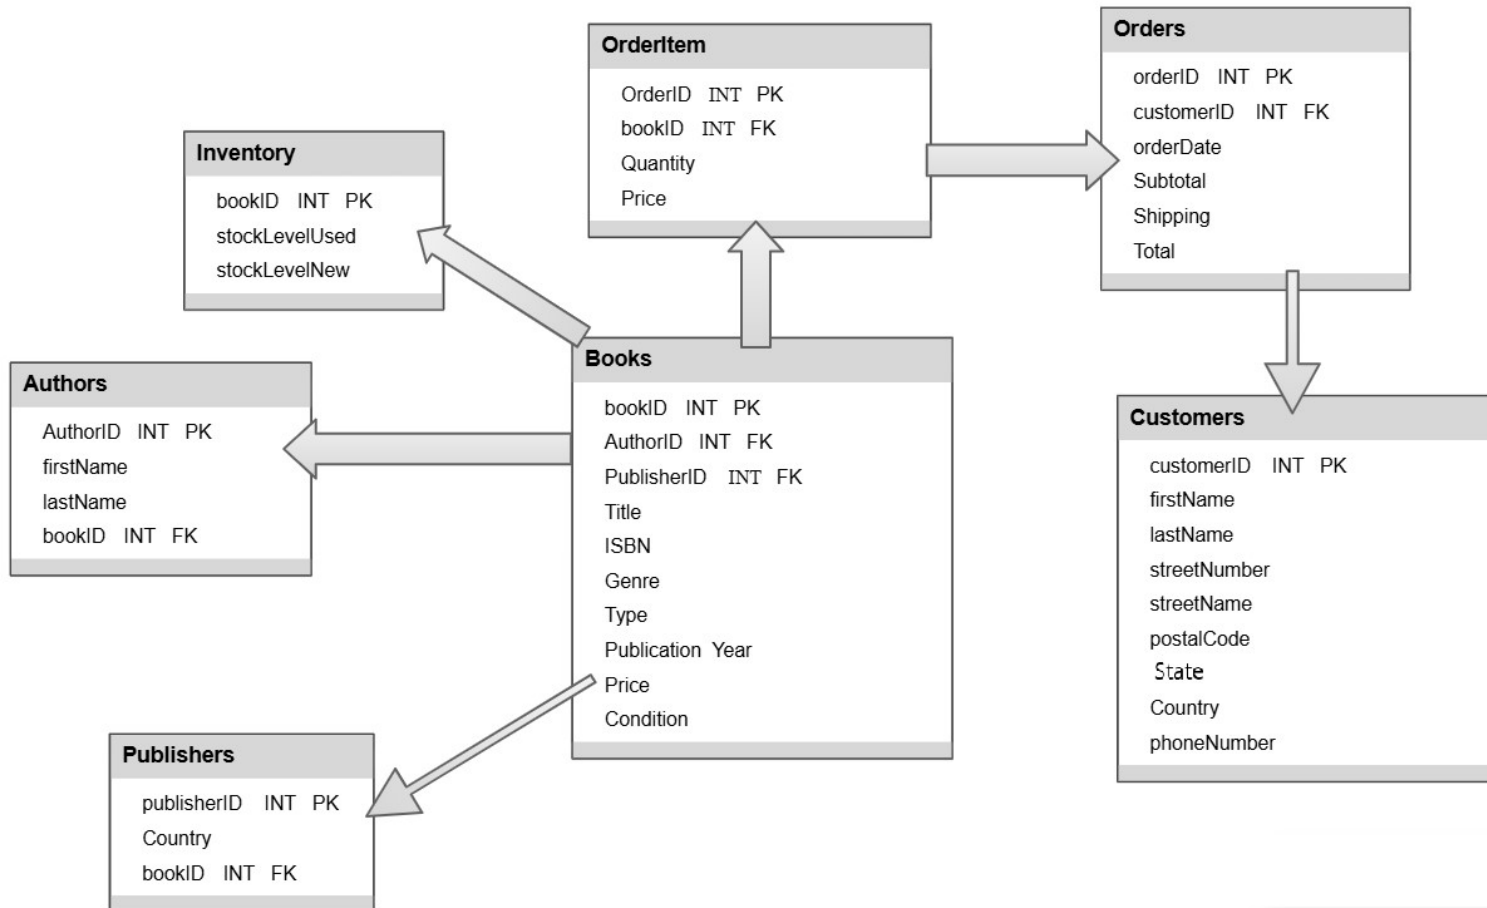 OrderItem
OrderID INT PK
bookID INT FK
Quantity
Price
Orders
orderID INT PK
customerID INT FK
orderDate
Subtotal
Shipping
Total
Inventory
bookID INT PK
stockLevelUsed
stockLevelNew
Authors
AuthorID INT PK
firstName
lastName
bookID INT FK
Books
bookID INT PK
AuthorID INT FK
PublisherID INT FK
Title
ISBN
Genre
Type
Publication Year
Price
Condition
Customers
customerID INT PK
firstName
lastName
streetNumber
streetName
postalCode
State
Country
phoneNumber
Publishers
publisherID INT PK
Country
bookID INT FK